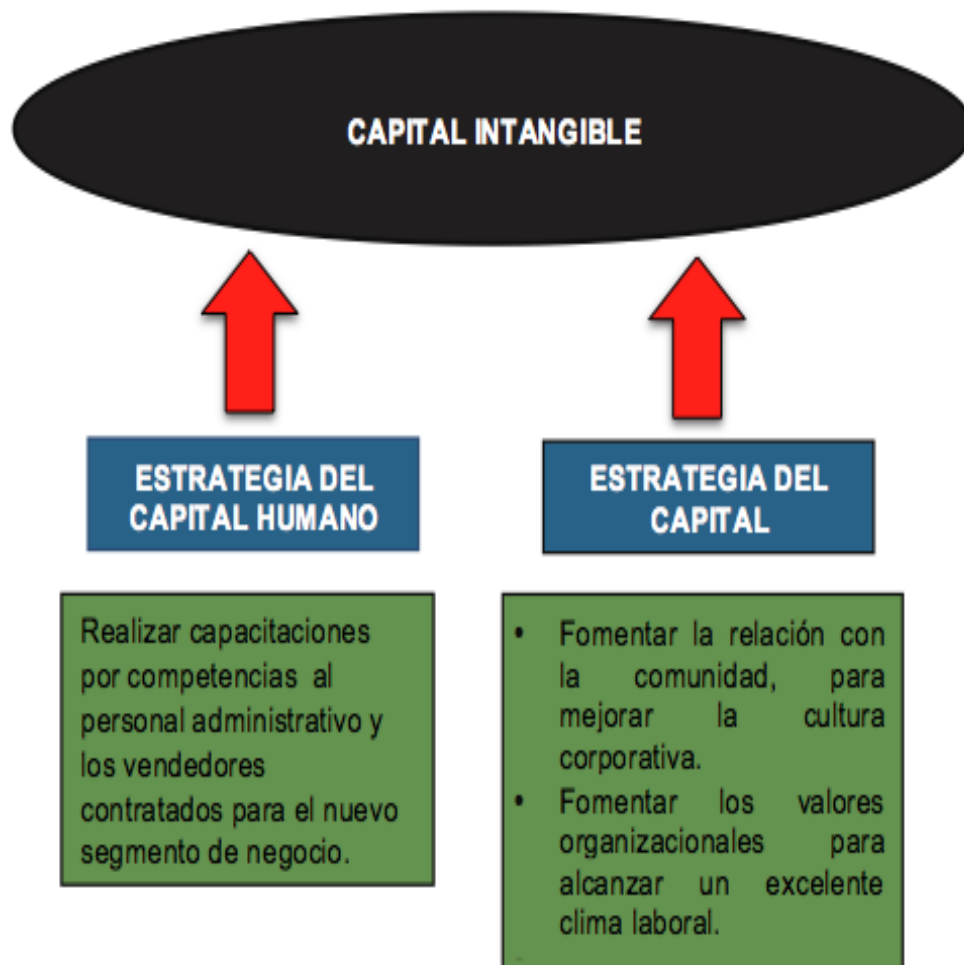 CAPITAL INTANGIBLE
ESTRATEGIA DEL
CAPITAL HUMANO
Realizar capacitaciones
por competencias al
personal administrativo y
los vendedores
contratados para el nuevo
segmento de negocio.
ESTRATEGIA DEL
CAPITAL
• Fomentar la relación con
la comunidad, para
mejorar la cultura
corporativa.
• Fomentar los valores
organizacionales para
alcanzar un excelente
clima laboral.